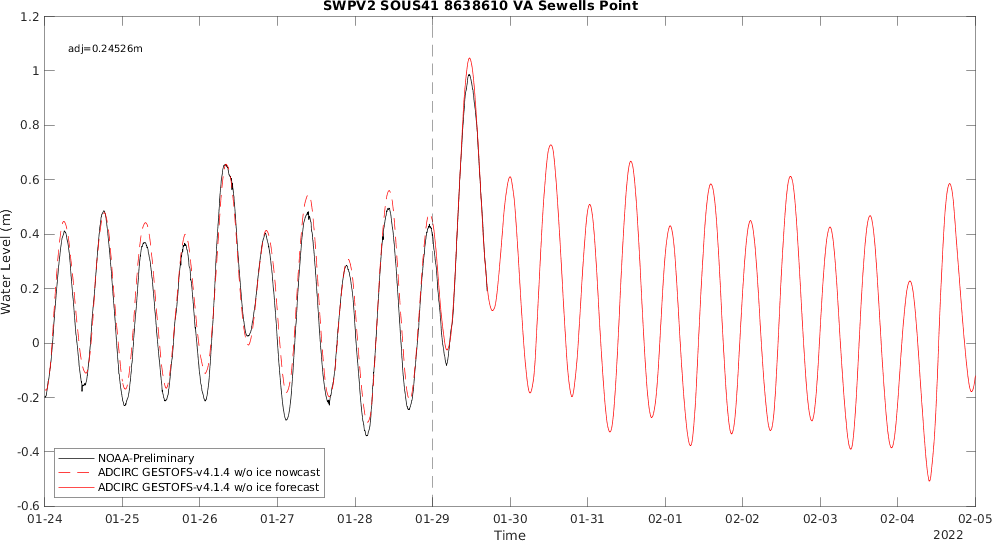 SWPV2 SOUS41 8638610 VA Sewells Point
adj=0.24526m
Water Level (m)
1.2
1
0.8
0.6
0.4
0.2
0
-0.2
-0.4
-0.6
NOAA-Preliminary
ADCIRC GESTOFS-v4.1.4 w/o ice nowcast
ADCIRC GESTOFS-v4.1.4 w/o ice forecast
01-24 01-25 01-26 01-27 01-28 01-29 01-30 01-31 02-01 02-02 02-03 02-04 02-05
Time
2022